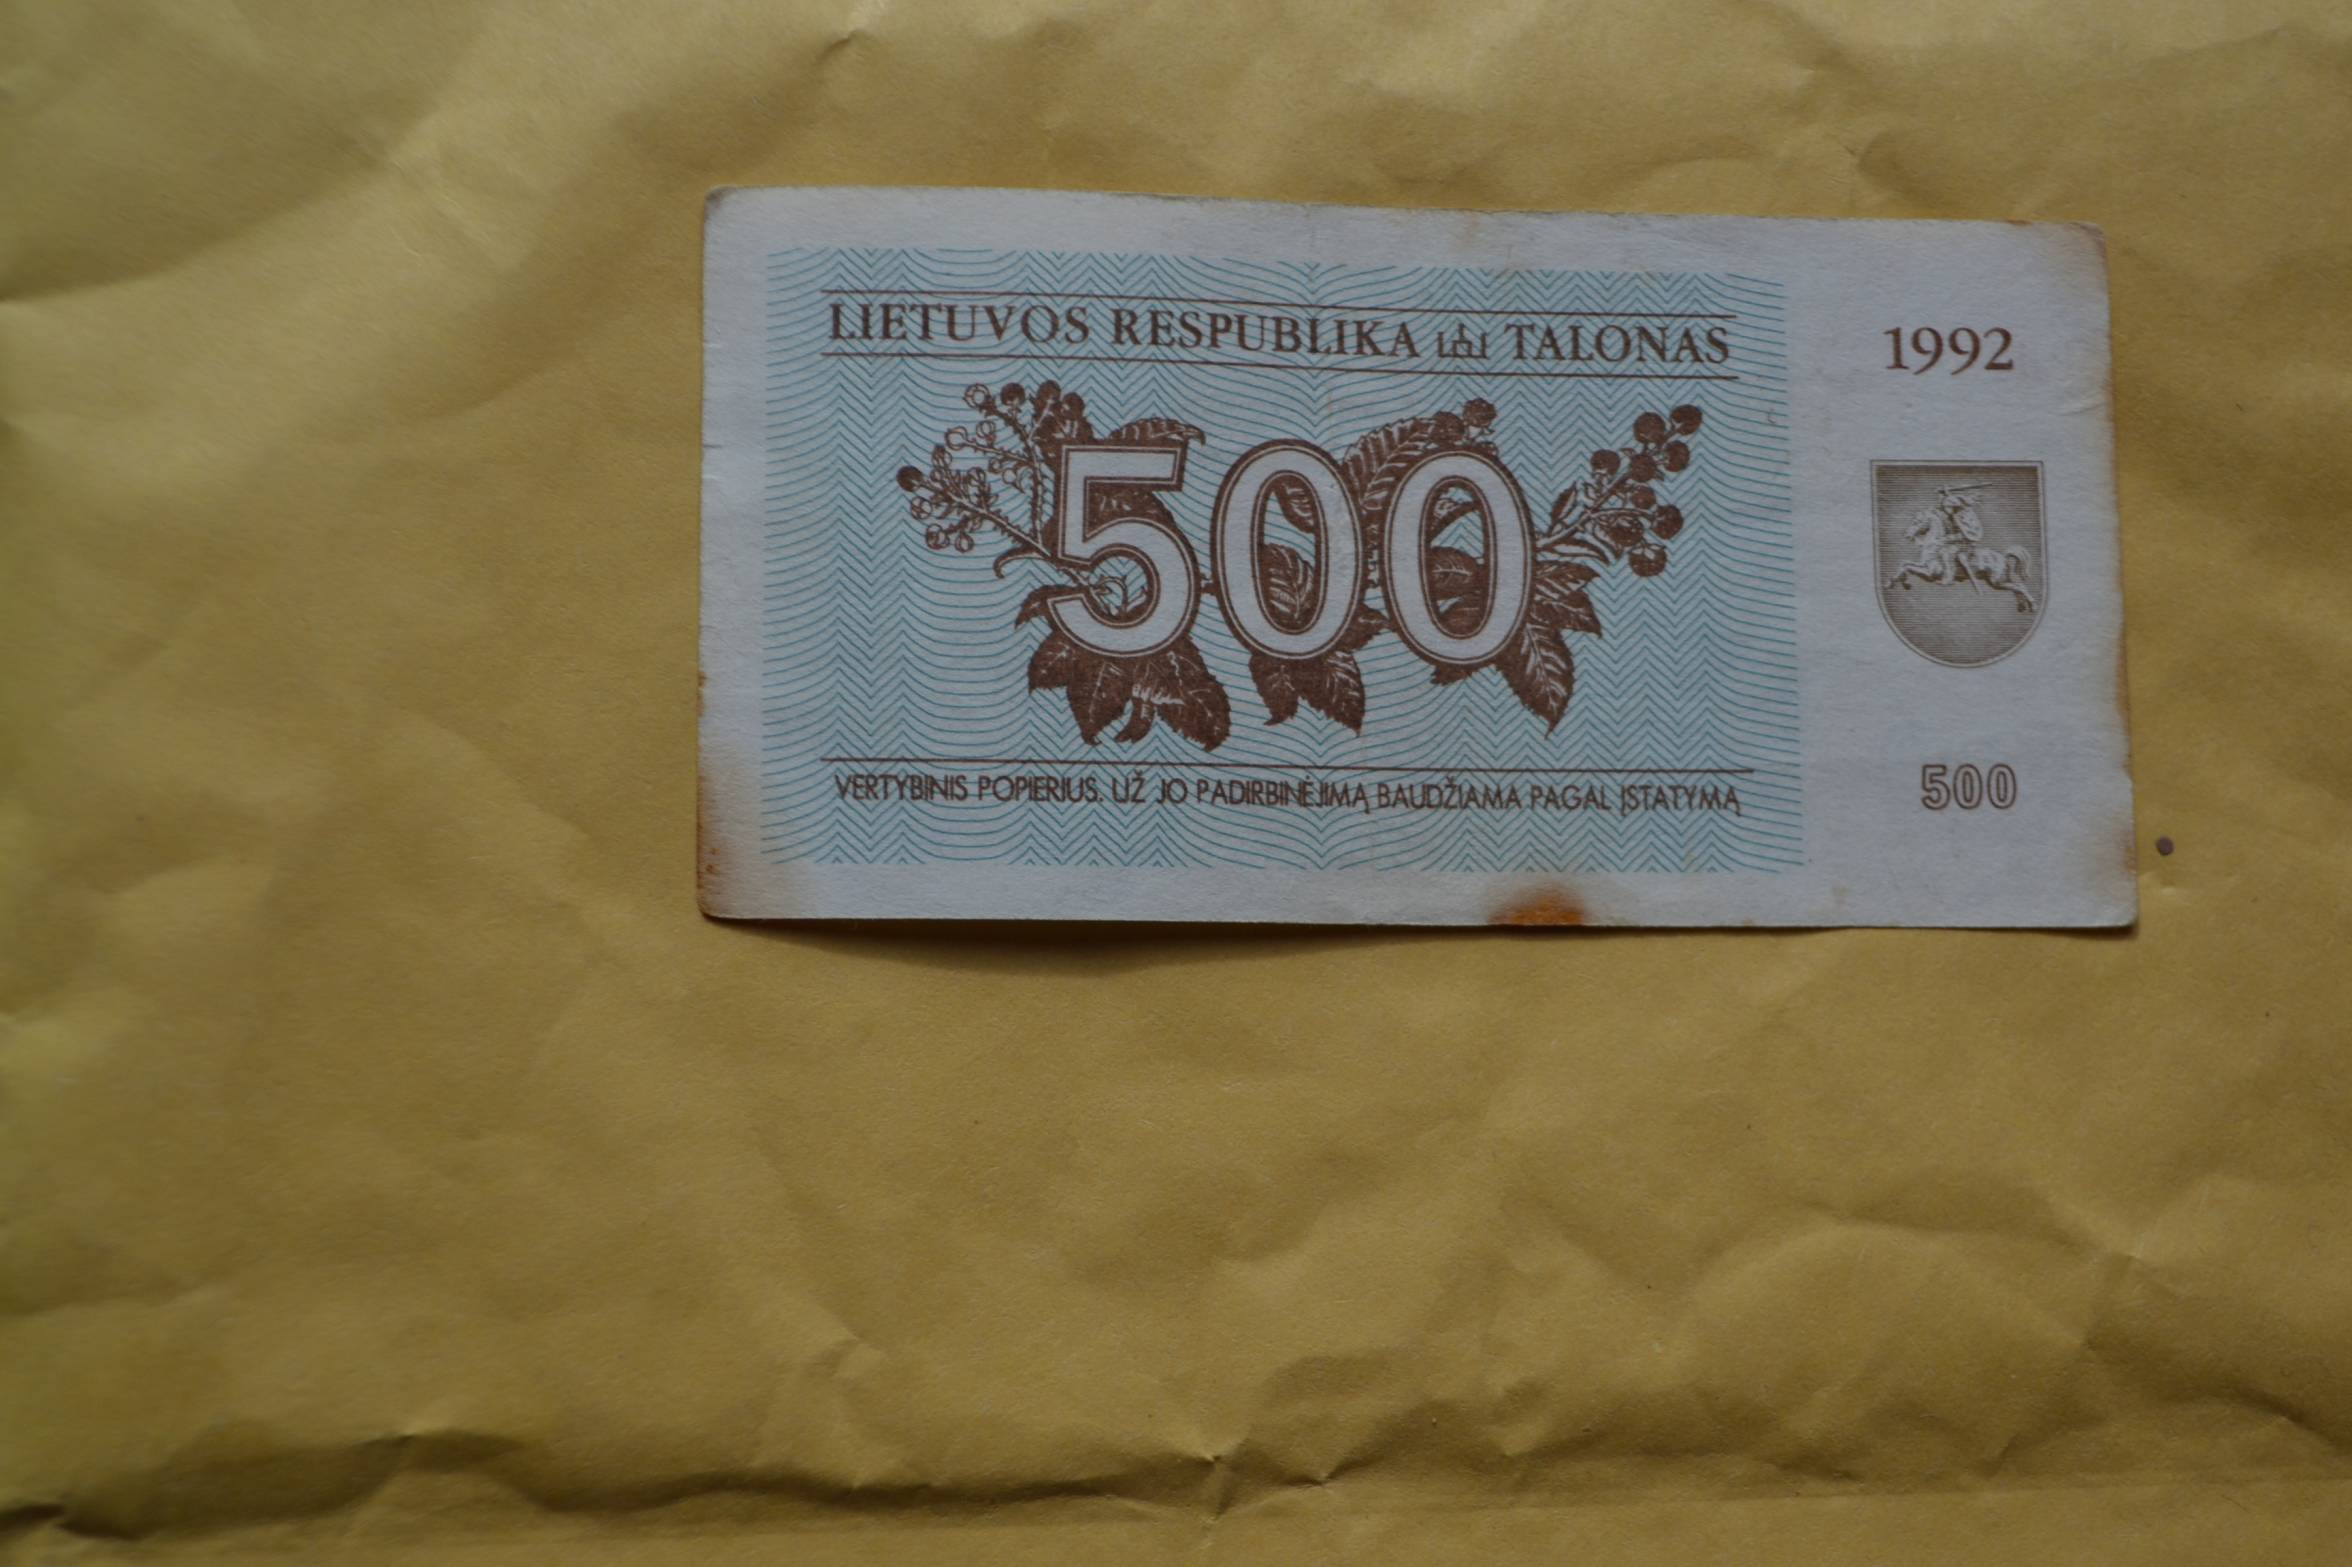 LIETUVOS RESPUBLIKA TALONAS
1992
500
VERTYBINIS POPIERIUS. UŽ JO PADIRBINĖJIMĄ BAUDŽIAMA PAGAL ĮSTATYMĄ
500